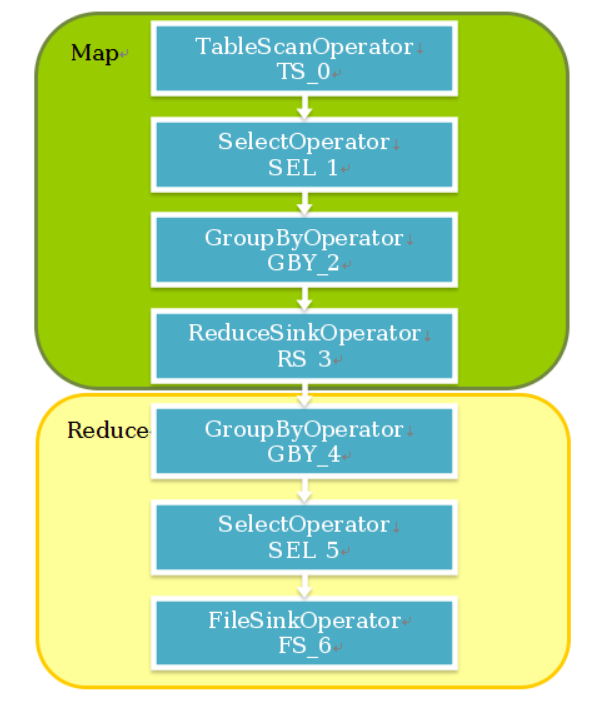 Map
TableScanOperator↓
TS_0↵
SelectOperator↓
SEL_1↵
GroupByOperator↓
GBY_2↵
ReduceSinkOperator↓
RS_3↵
Reduce
GroupByOperator↓
GBY_4↵
SelectOperator↓
SEL_5↵
FileSinkOperator↵
FS_6↵